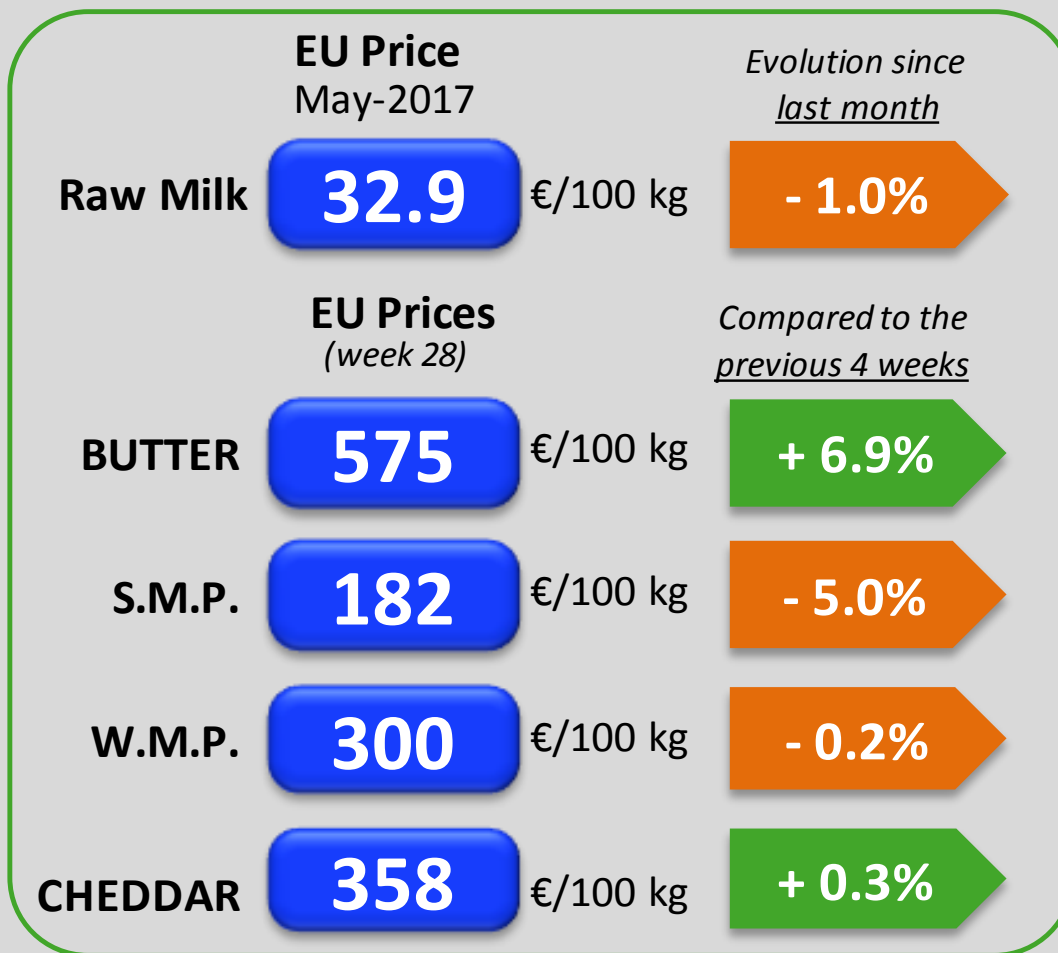 EU Price
May-2017
Evolution since
last month
Raw Milk 32.9 €/100 kg - 1.0%
EU Prices
(week 28)
Compared to the
previous 4 weeks
BUTTER 575 €/100 kg + 6.9%
S.M.P. 182 €/100 kg - 5.0%
W.M.P. 300 €/100 kg - 0.2%
CHEDDAR 358 €/100 kg + 0.3%